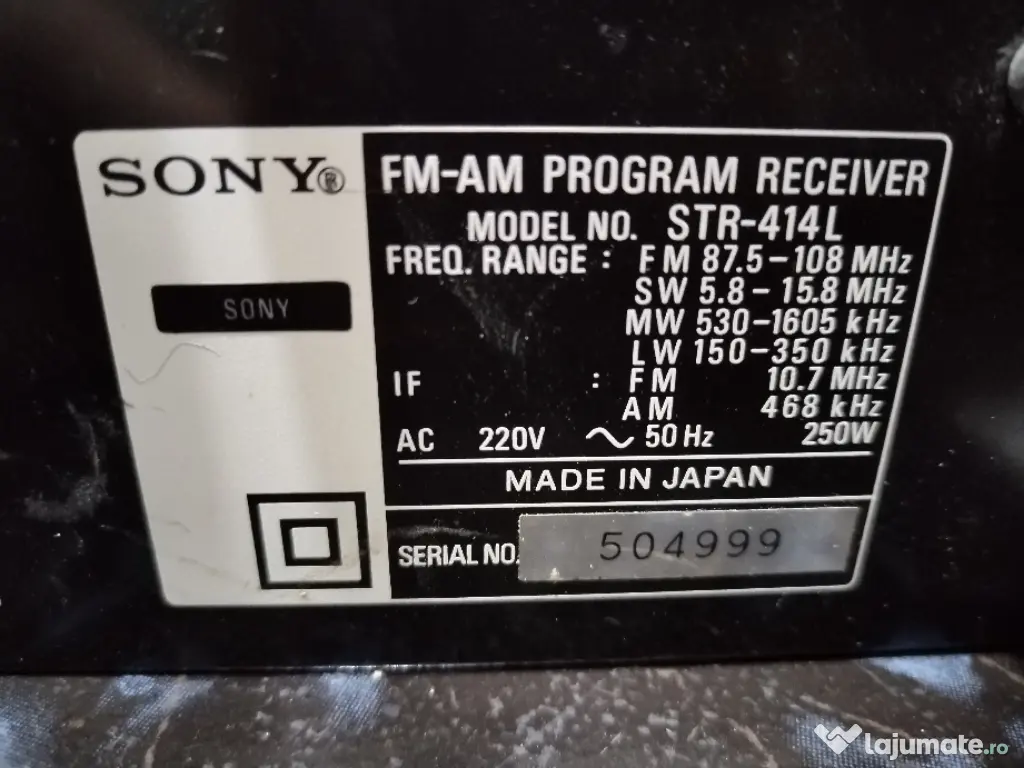 SONY®
FM-AM PROGRAM RECEIVER
MODEL NO. STR-414L
FREQ. RANGE : FM 87.5-108 MHz
SW 5.8-15.8 MHz
SONY
MW 530-1605 kHz
LW 150-350 kHz
IF : FM 10.7 MHz
AM 468 kHz
AC 220V ~ 50 Hz 250W
MADE IN JAPAN
SERIAL NO. 504999
lajumate.ro